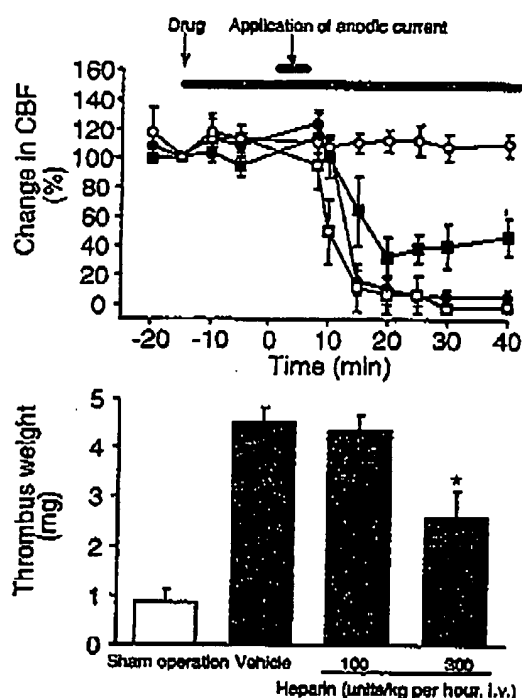 Drug Application of anodic current
Change in CBF
(%)
160
140
120
100
80
60
40
20
0
-20 -10 0 10 20 30 40
Time (min)
Thrombus weight
(mg)
5
4
3
2
1
0
*
Sham operation Vehicle 100 300
Heparin (units/kg per hour, i.v.)